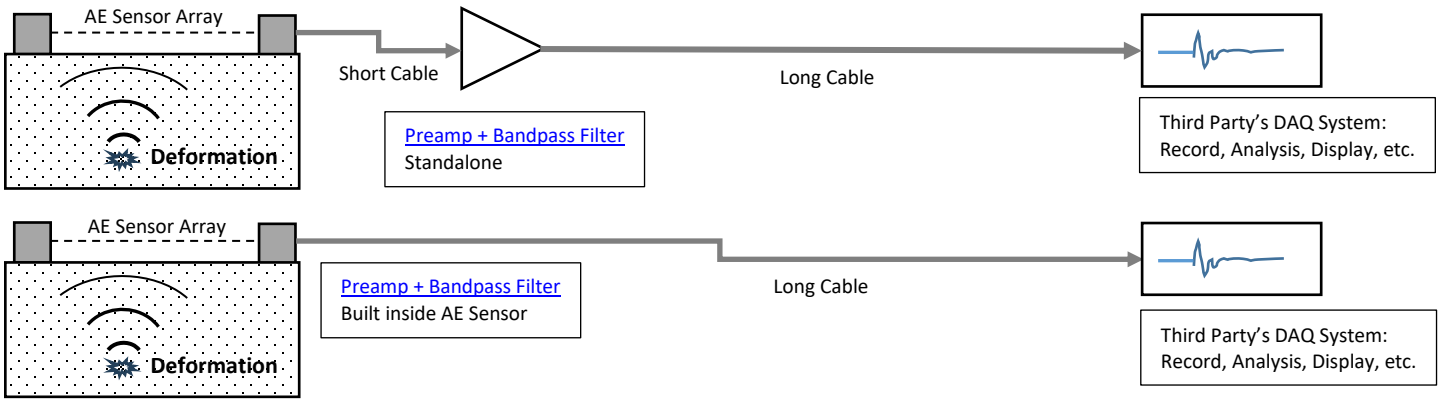 AE Sensor Array
Short Cable
Long Cable
Preamp + Bandpass Filter
Standalone
Third Party's DAQ System:
Record, Analysis, Display, etc.
Deformation
AE Sensor Array
Preamp + Bandpass Filter
Built inside AE Sensor
Long Cable
Third Party's DAQ System:
Record, Analysis, Display, etc.
Deformation